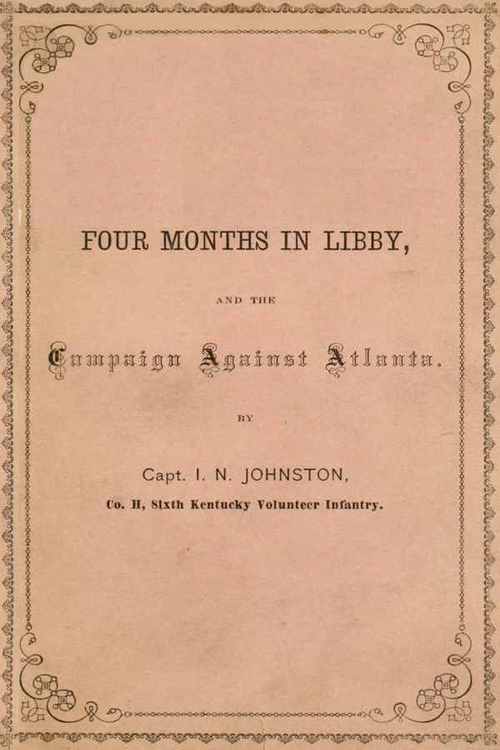 FOUR MONTHS IN LIBBY,
AND THE
Campaign Against Atlanta.
BY
Capt. I. N. JOHNSTON,
Co. H, Sixth Kentucky Volunteer Infantry.